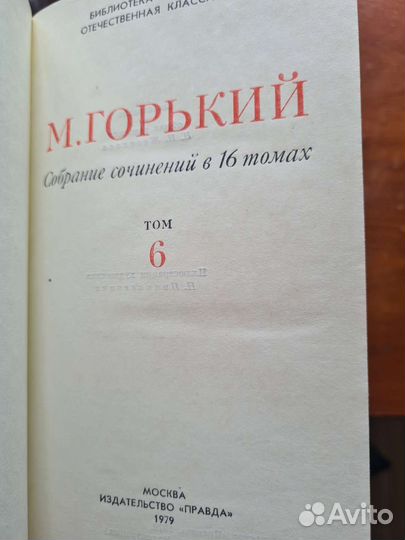 БИБЛИОТЕКА
ОТЕЧЕСТВЕННАЯ КЛАСС
М.ГОРЬКИЙ
Собрание сочинений в 16 томах
ТОМ
6
МОСКВА
ИЗДАТЕЛЬСТВО «ПРАВДА»
1979
Avito